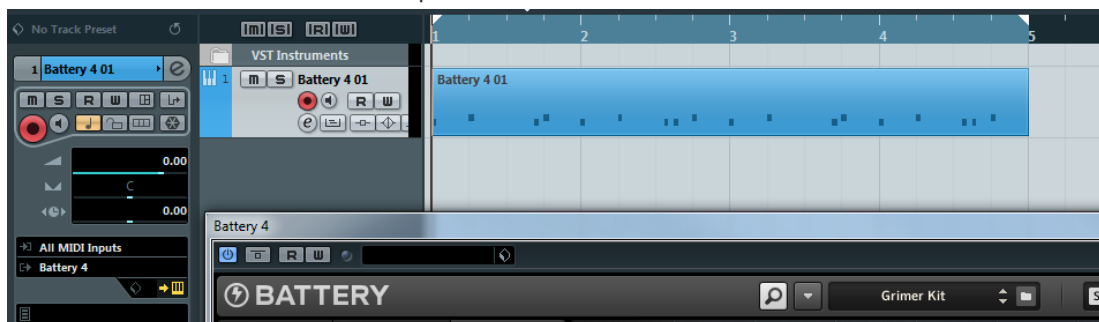 No Track Preset
M S R W
1 2 3 4 5
VST Instruments
1 Battery 4 01 e
1 M S Battery 4 01
Battery 4 01
M S R W
R W
e
0.00
C
0.00
Battery 4
All MIDI Inputs
R W
Battery 4
BATTERY
Grimer Kit
S